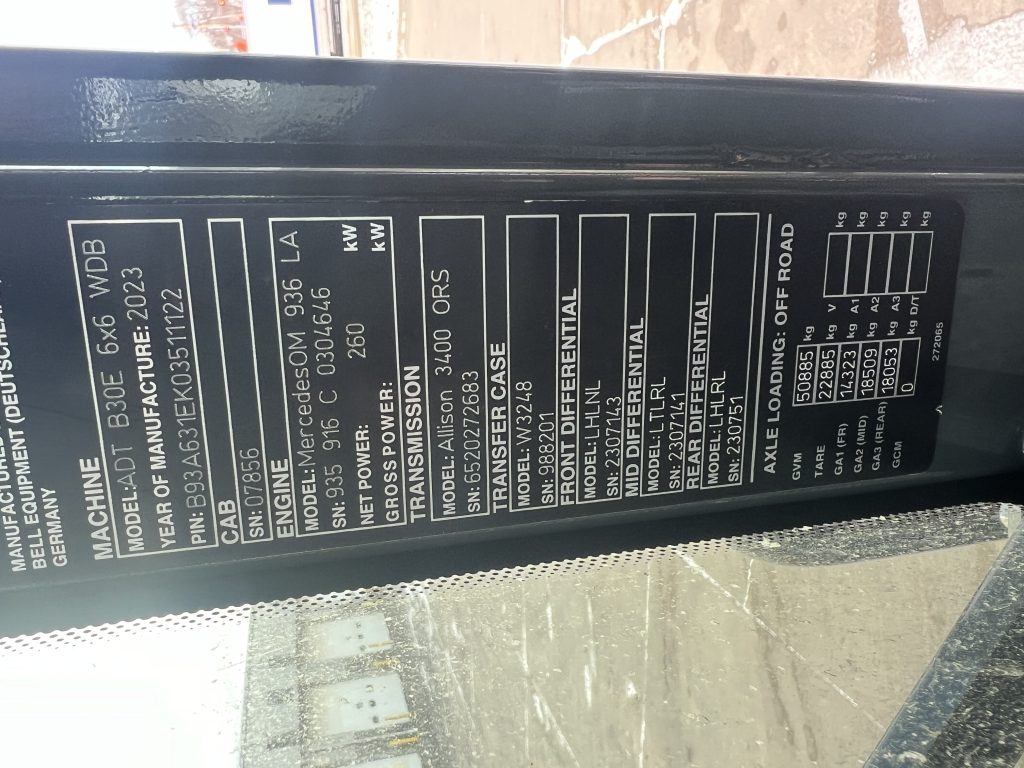 BELL EQUIPMENT (DEUTSCHLAND
GERMANY
MACHINE
MODEL: ADT B30E 6x6 WDB
YEAR OF MANUFACTURE: 2023
PIN: B93A631EK03511122
CAB
SN: 07856
ENGINE
MODEL: MercedesOM 936 LA
SN: 935 916 C 0304646
NET POWER: 260 kW
GROSS POWER: kW
TRANSMISSION
MODEL: Allison 3400 ORS
SN: 6520272683
TRANSFER CASE
MODEL: W3248
SN: 988201
FRONT DIFFERENTIAL
MODEL: LHLNL
SN: 2307143
MID DIFFERENTIAL
MODEL: LTLRL
SN: 2307141
REAR DIFFERENTIAL
MODEL: LHLRL
SN: 230751
AXLE LOADING: OFF ROAD
GVM 50885 kg
TARE 22885 kg V kg
GA1 (FR) 14323 kg A1 kg
GA2 (MID) 18509 kg A2 kg
GA3 (REAR) 18053 kg A3 kg
GCM 0 kg D/T kg
272065